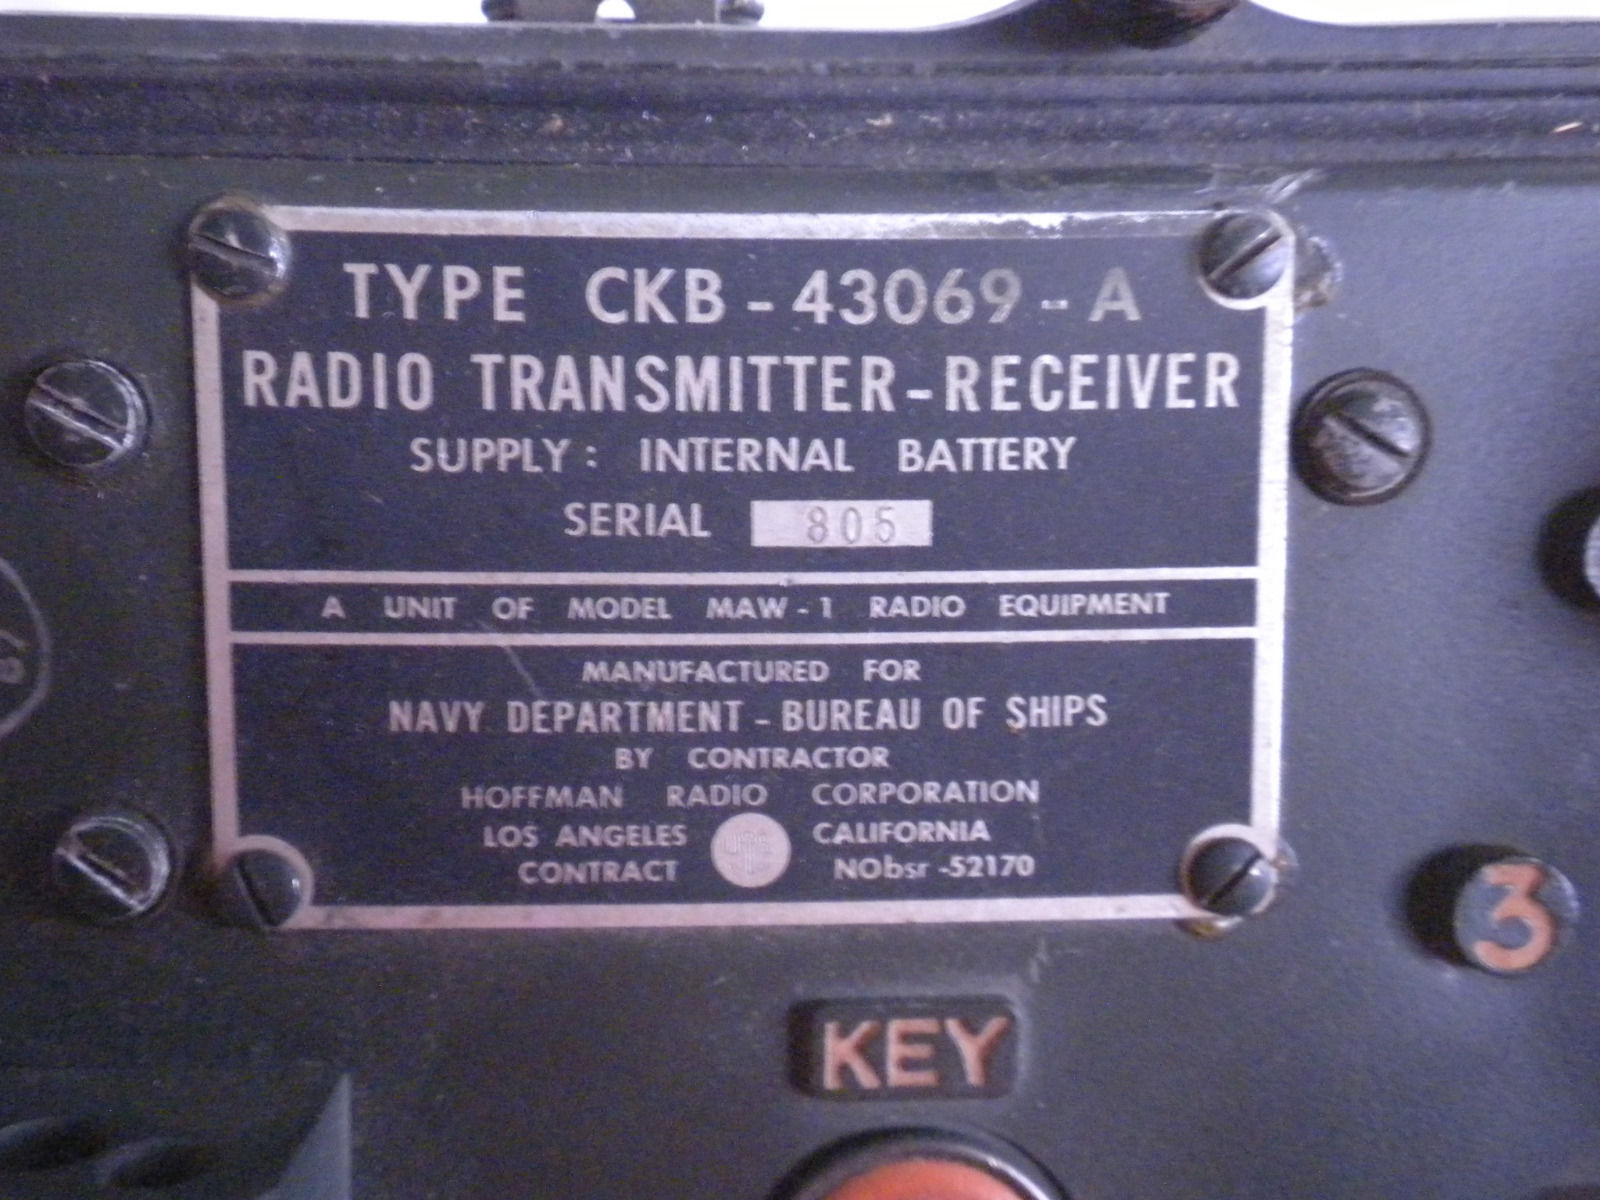 TYPE CKB - 43069 - A
RADIO TRANSMITTER - RECEIVER
SUPPLY : INTERNAL BATTERY
SERIAL 805
A UNIT OF MODEL MAW - 1 RADIO EQUIPMENT
MANUFACTURED FOR
NAVY DEPARTMENT - BUREAU OF SHIPS
BY CONTRACTOR
HOFFMAN RADIO CORPORATION
LOS ANGELES CALIFORNIA
CONTRACT NObsr -52170
3
KEY